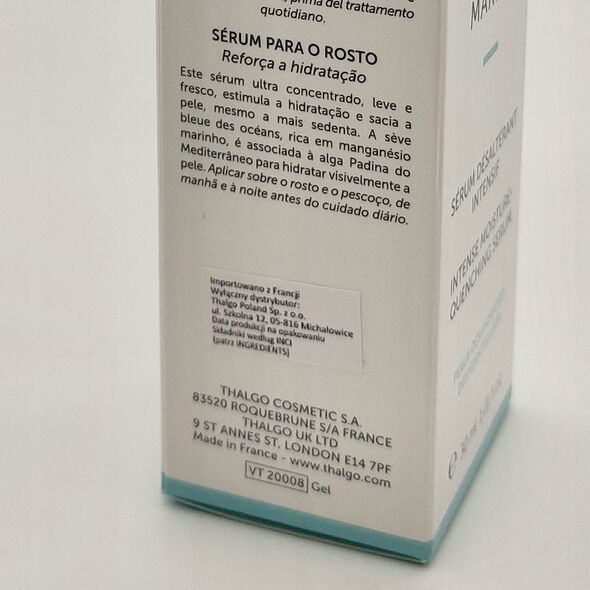 prima del trattamento
quotidiano.
SÉRUM PARA O ROSTO
Reforça a hidratação
Este sérum ultra concentrado, leve e
fresco, estimula a hidratação e sacia a
pele, mesmo a mais sedenta. A sève
bleue des océans, rica em manganésio
marinho, é associada à alga Padina do
Mediterrâneo para hidratar visivelmente a
pele. Aplicar sobre o rosto e o pescoço, de
manhã e à noite antes do cuidado diário.
Importowano z Francji
Wyłączny dystrybutor:
Thalgo Poland Sp. z o.o.
ul. Szkolna 12, 05-816 Michałowice
Data produkcji na opakowaniu
Składniki według INCI
(patrz INGREDIENTS)
THALGO COSMETIC S.A.
83520 ROQUEBRUNE S/A FRANCE
THALGO UK LTD
9 ST ANNES ST, LONDON E14 7PF
Made in France - www.thalgo.com
VT 20008 Gel
SÉRUM DÉSALTÉRANT
INTENSIF
INTENSE MOISTURE-
QUENCHING SERUM